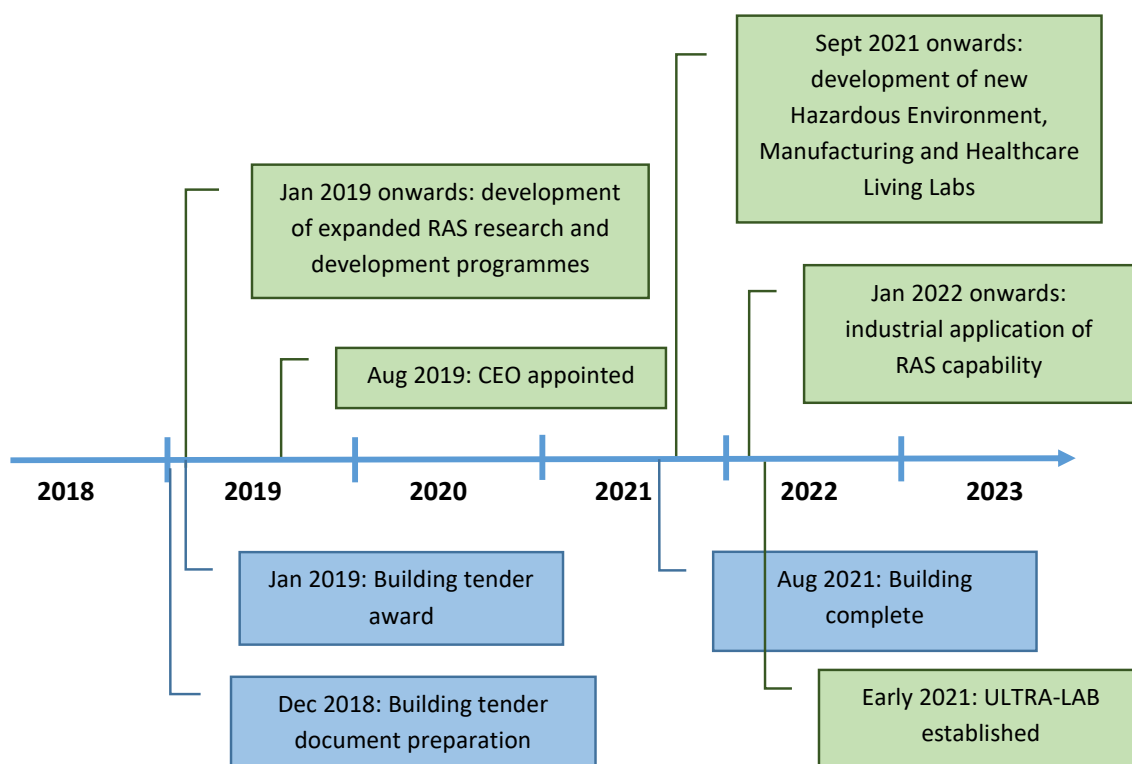 Sept 2021 onwards:
development of new
Hazardous Environment,
Manufacturing and Healthcare
Living Labs
Jan 2019 onwards: development
of expanded RAS research and
development programmes
Jan 2022 onwards:
industrial application of
RAS capability
Aug 2019: CEO appointed
2018 2019 2020 2021 2022 2023
Jan 2019: Building tender
award
Aug 2021: Building
complete
Dec 2018: Building tender
document preparation
Early 2021: ULTRA-LAB
established